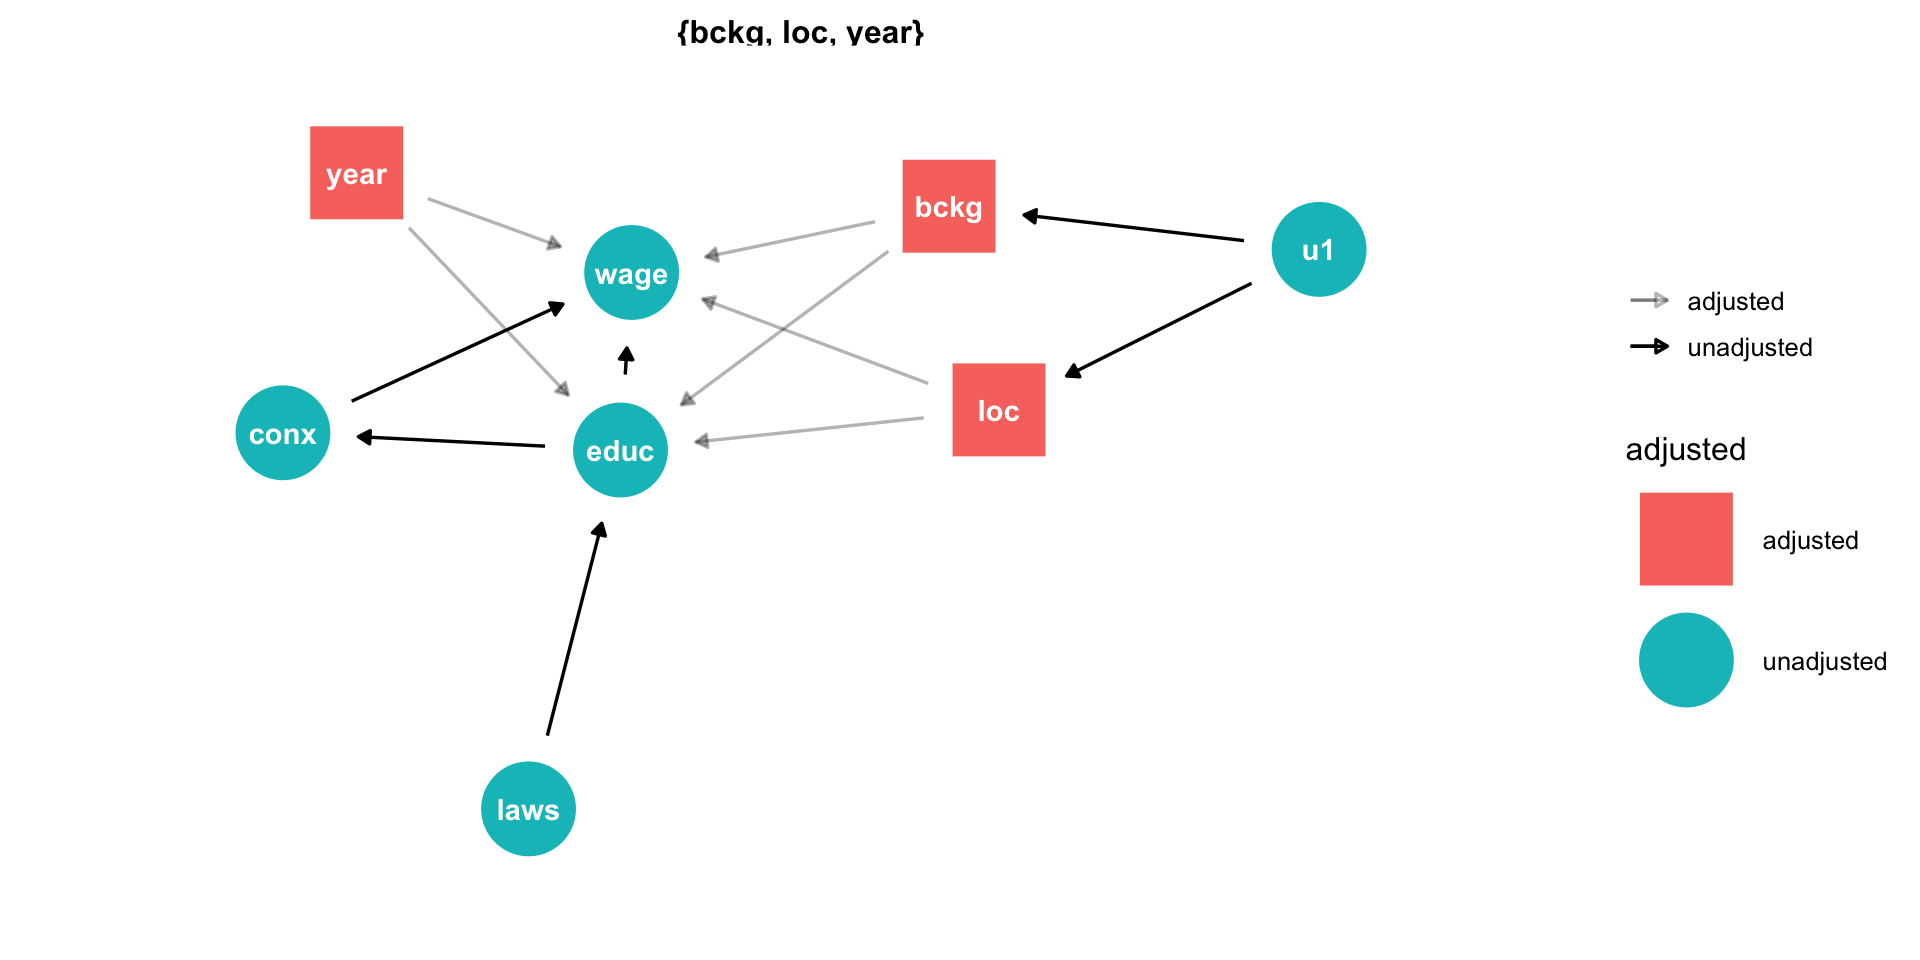 {bckg, loc, year}
year
bckg
wage
u1
adjusted
unadjusted
loc
conx
educ
adjusted
adjusted
unadjusted
laws